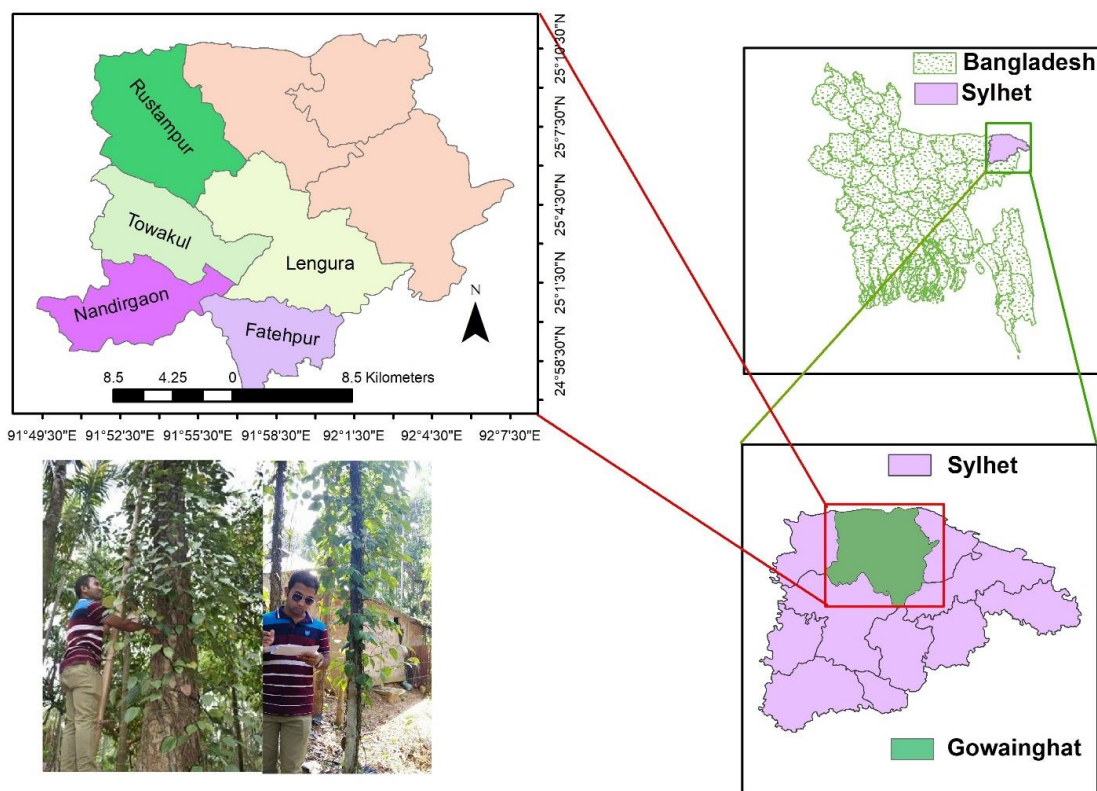 Rustampur
Towakul
Lengura
Nandirgaon
Fatehpur
N
8.5 4.25 0 8.5 Kilometers
25°10'30"N
25°7'30"N
25°4'30"N
25°1'30"N
24°58'30"N
91°49'30"E 91°52'30"E 91°55'30"E 91°58'30"E 92°1'30"E 92°4'30"E 92°7'30"E
Bangladesh
Sylhet
Sylhet
Gowainghat